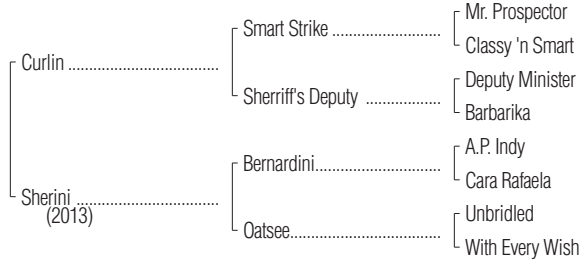 Mr. Prospector
Smart Strike ............................
Classy 'n Smart
Curlin .......................................
Deputy Minister
Sherriff's Deputy ...................
Barbarika
A.P. Indy
Bernardini................................
Cara Rafaela
Sherini .....................................
(2013)
Unbridled
Oatsee......................................
With Every Wish